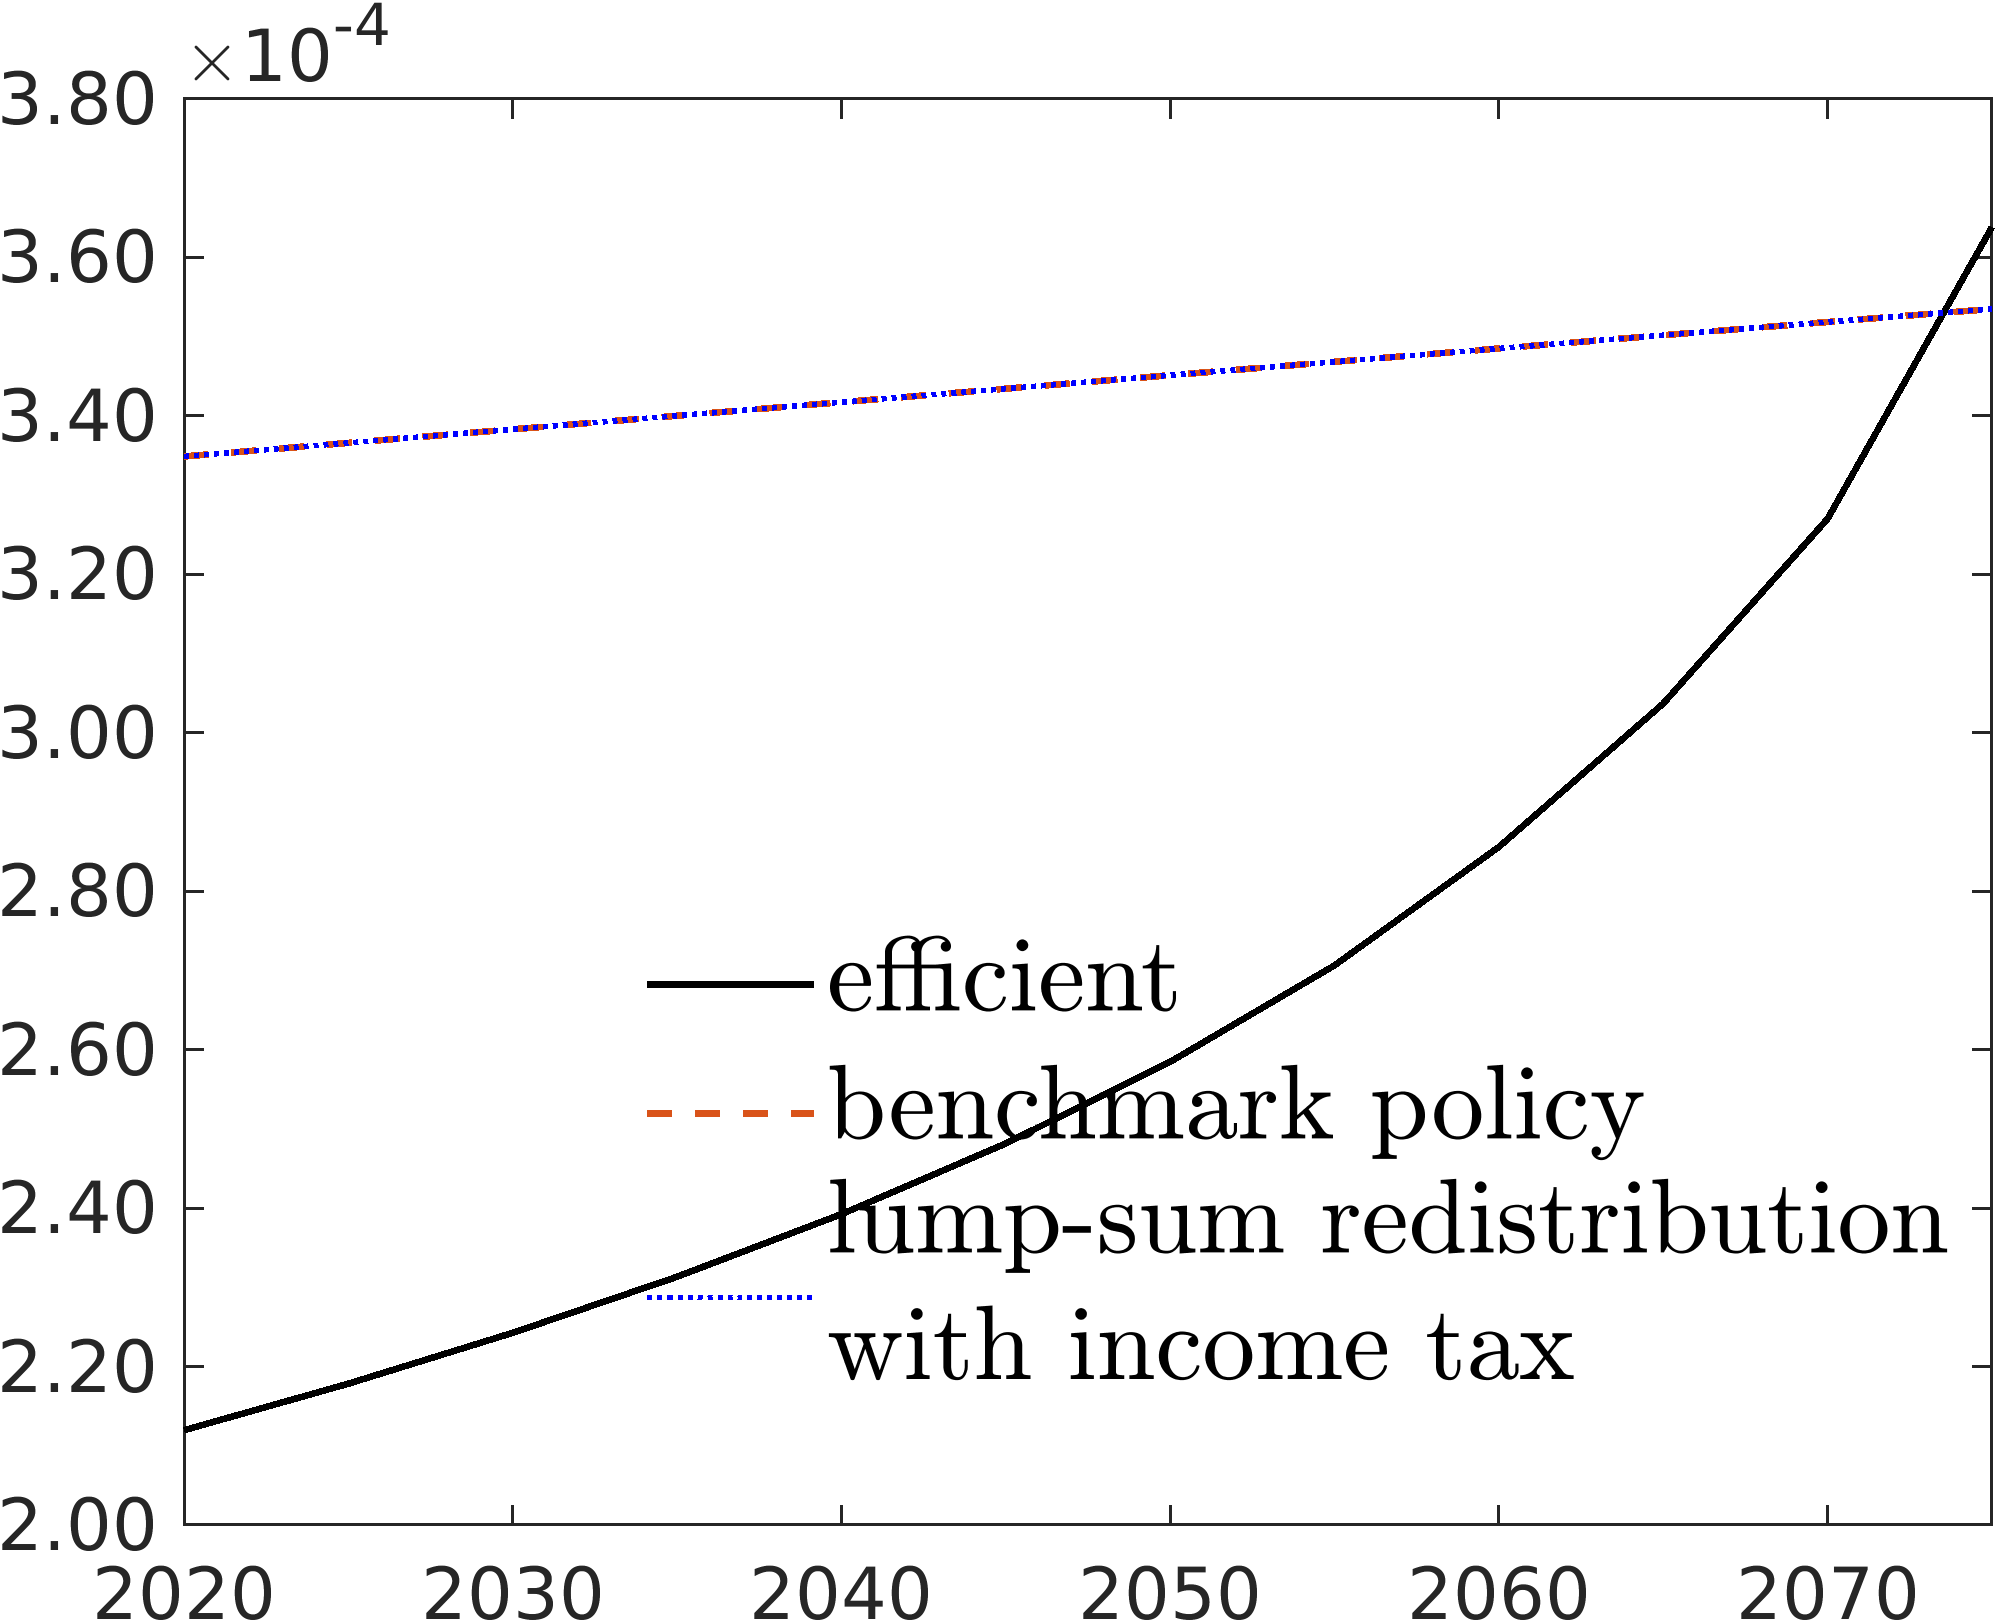 ×10-4
3.80
3.60
3.40
3.20
3.00
2.80
2.60
2.40
2.20
2.00
efficient
benchmark policy
lump-sum redistribution
with income tax
2020 2030 2040 2050 2060 2070